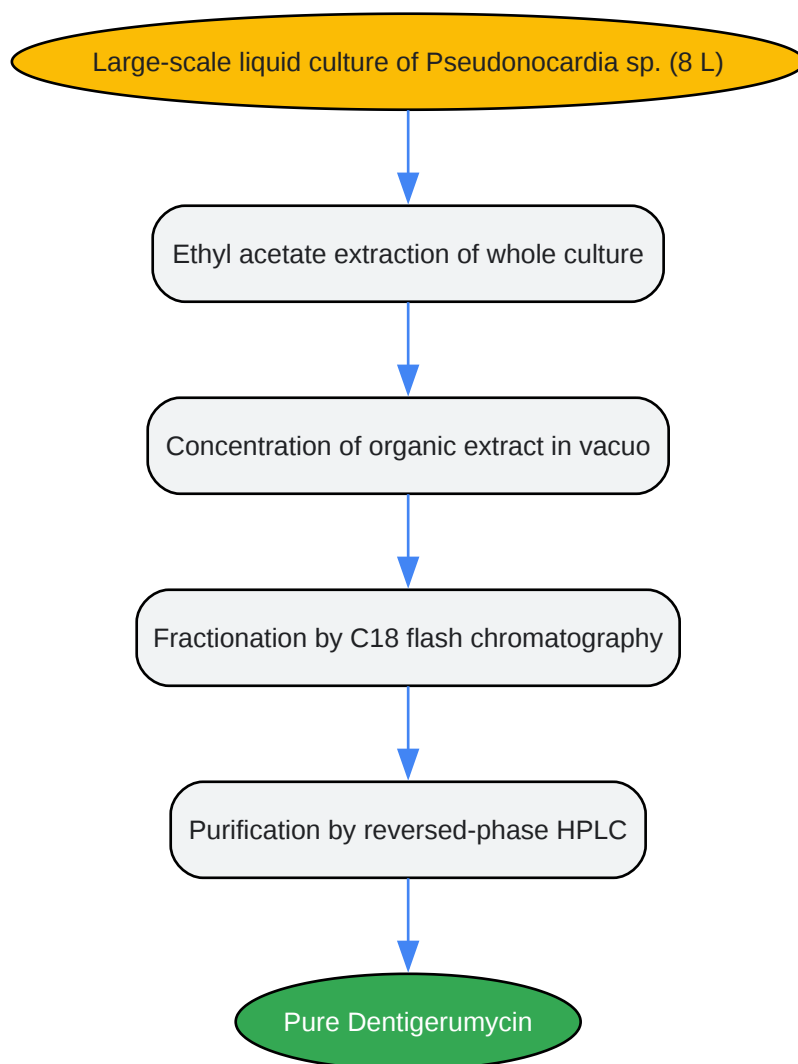 Large-scale liquid culture of Pseudonocardia sp. (8 L)
Ethyl acetate extraction of whole culture
Concentration of organic extract in vacuo
Fractionation by C18 flash chromatography
Purification by reversed-phase HPLC
Pure Dentigerumycin